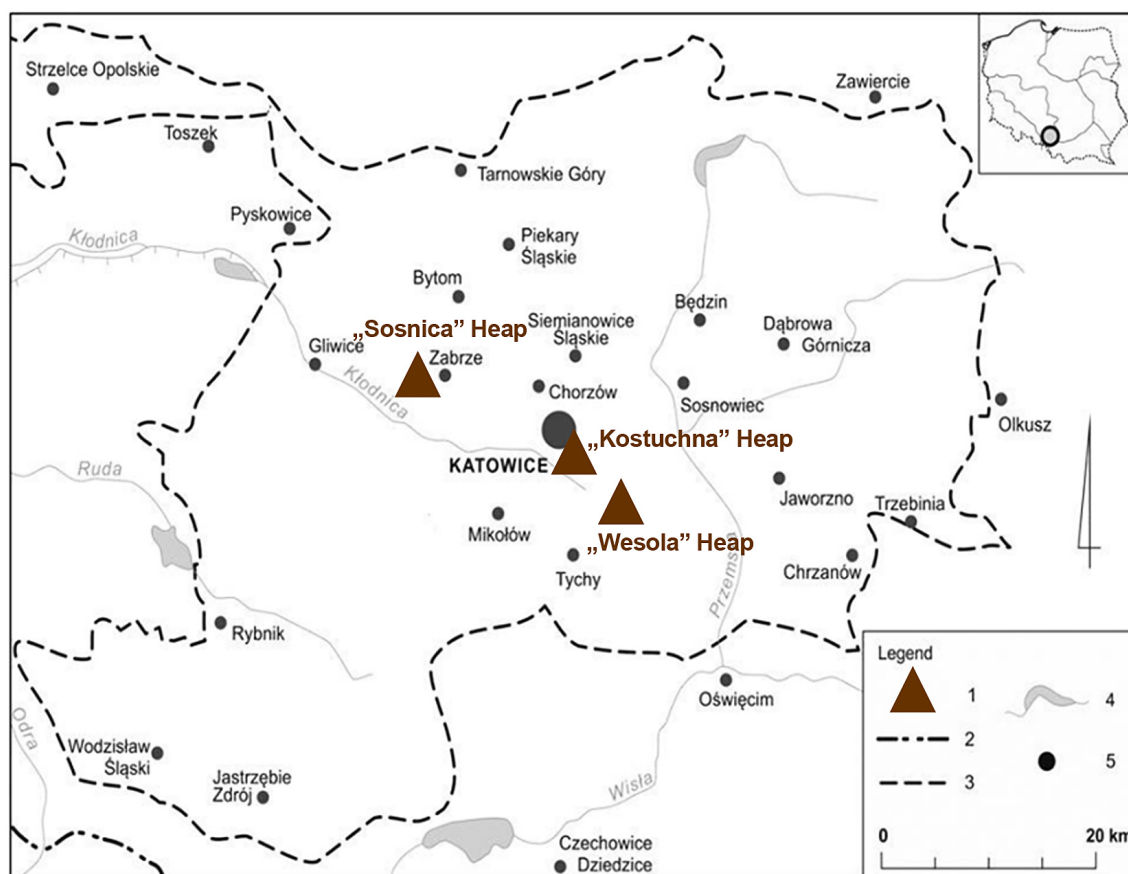 Strzelce Opolskie
Zawiercie
Toszek
Tarnowskie Góry
Pyskowice
Kłodnica
Piekary
Śląskie
Bytom
Będzin
„Sosnica” Heap
Siemianowice
Śląskie
Dąbrowa
Górnicza
Gliwice
Zabrze
Chorzów
Sosnowiec
Kłodnica
Olkusz
„Kostuchna” Heap
KATOWICE
Ruda
Jaworzno
Trzebinia
Mikołów
„Wesola” Heap
Tychy
Chrzanów
Przemsza
Rybnik
Oświęcim
Odra
Wodzisław
Śląski
Jastrzębie
Zdrój
Wisła
Czechowice
Dziedzice
Legend
1
2
3
4
5
0
20 km